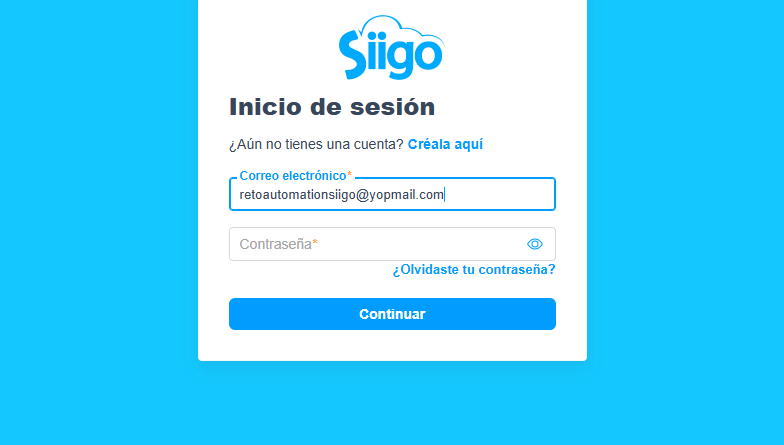 Siigo
Inicio de sesión
¿Aún no tienes una cuenta? Créala aquí
Correo electrónico*
retoautomationsiigo@yopmail.com
Contraseña*
¿Olvidaste tu contraseña?
Continuar